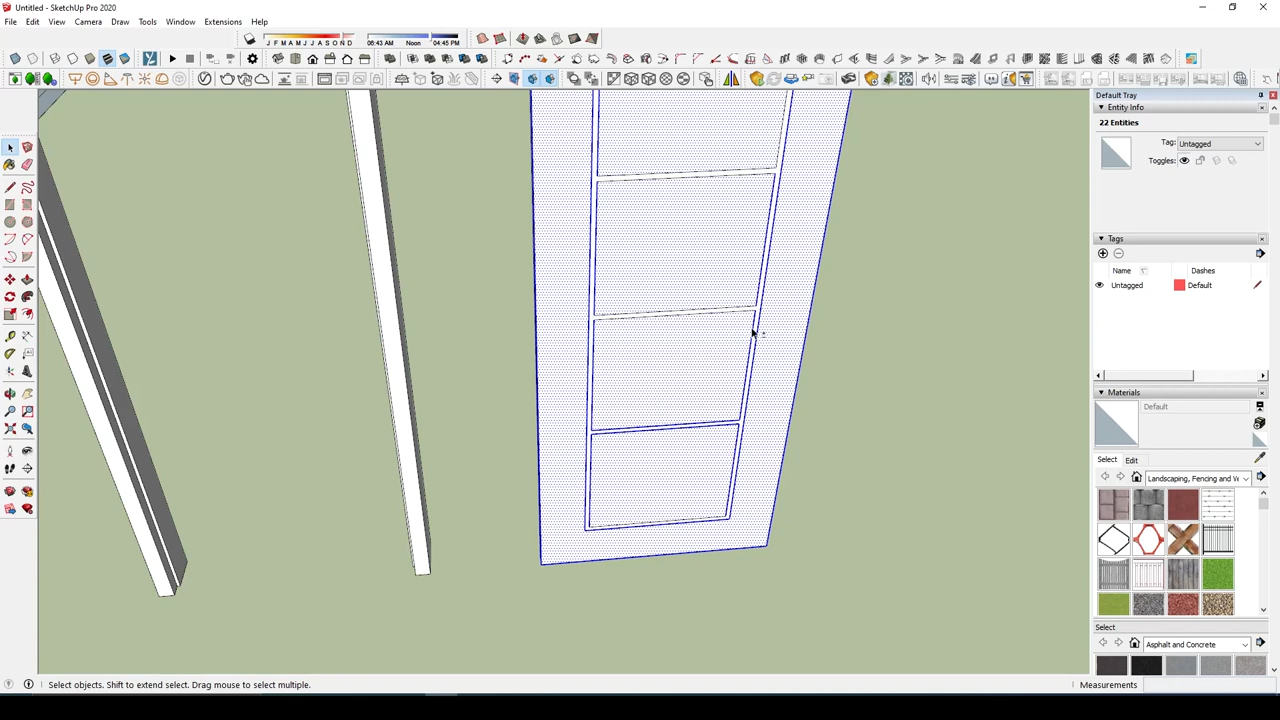 Untitled - SketchUp Pro 2020
File Edit View Camera Draw Tools Window Extensions Help
J F M A M J J A S O N D 06:43 AM Noon 04:45 PM
Default Tray
Entity Info
22 Entities
Tag: Untagged
Toggles:
Tags
Name Dashes
Untagged Default
Materials
Default
Select Edit
Landscaping, Fencing and V
Select
Asphalt and Concrete
Select objects. Shift to extend select. Drag mouse to select multiple.
Measurements